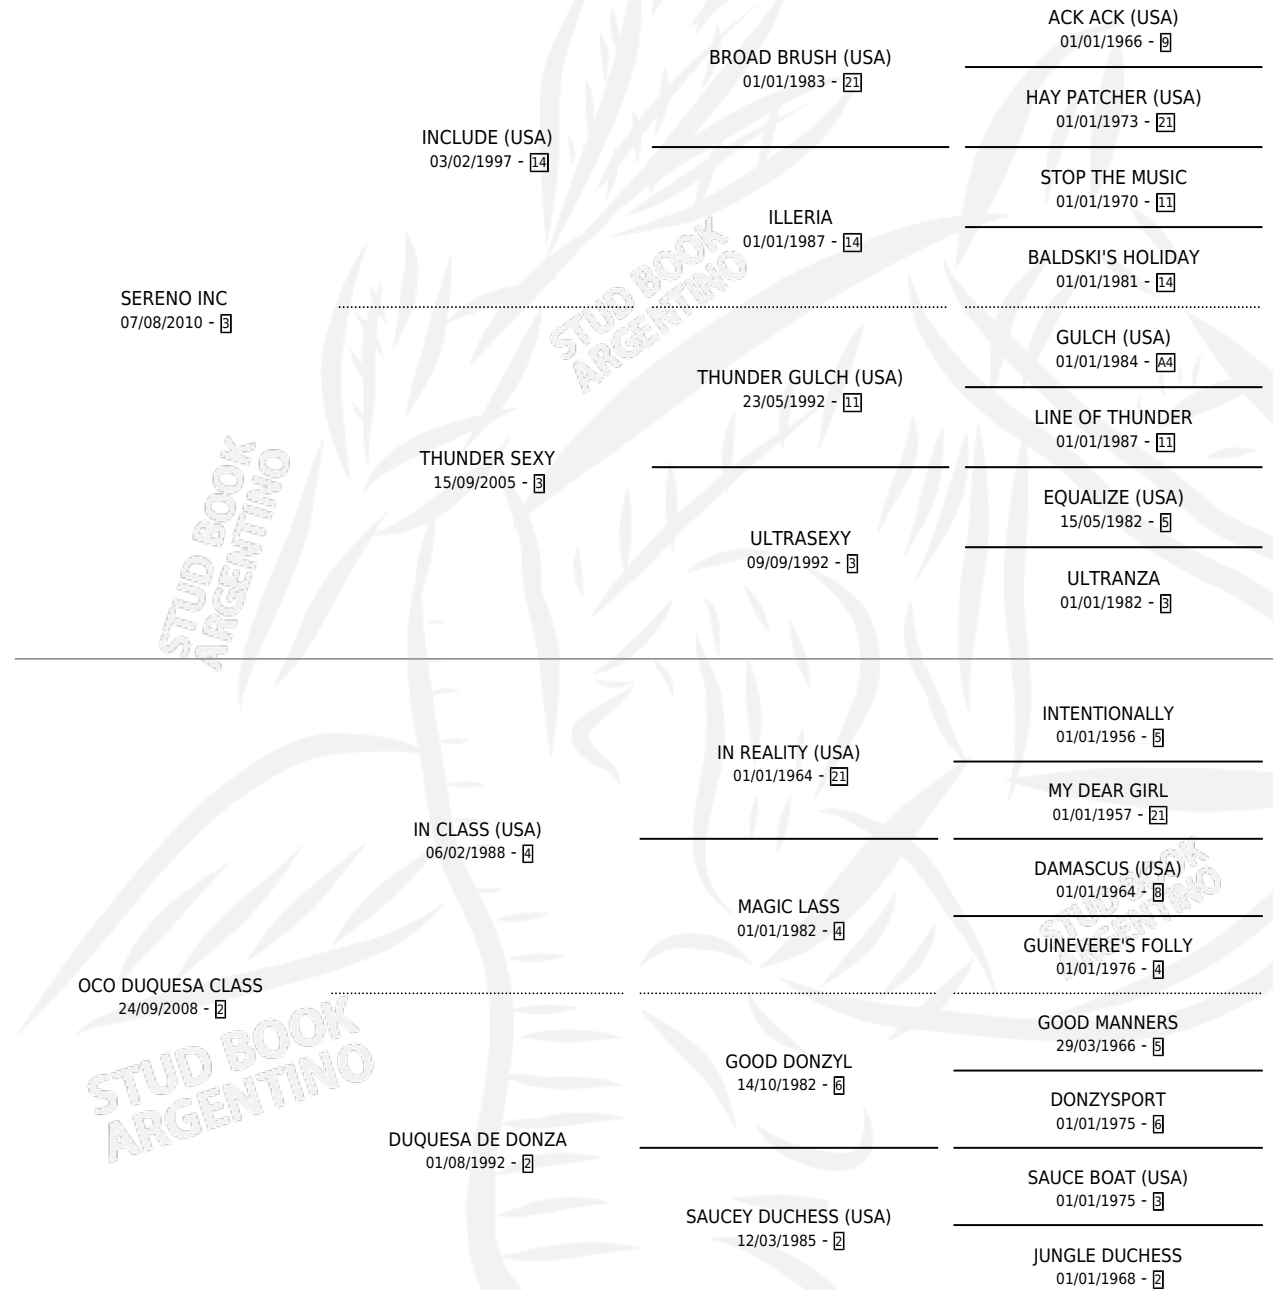 ACK ACK (USA)
01/01/1966 - 9
BROAD BRUSH (USA)
01/01/1983 - 21
HAY PATCHER (USA)
01/01/1973 - 21
INCLUDE (USA)
03/02/1997 - 14
STOP THE MUSIC
01/01/1970 - 11
ILLERIA
01/01/1987 - 14
BALDSKI'S HOLIDAY
01/01/1981 - 14
SERENO INC
07/08/2010 - 3
GULCH (USA)
01/01/1984 - A4
THUNDER GULCH (USA)
23/05/1992 - 11
LINE OF THUNDER
01/01/1987 - 11
THUNDER SEXY
15/09/2005 - 3
EQUALIZE (USA)
15/05/1982 - 5
ULTRASEXY
09/09/1992 - 3
ULTRANZA
01/01/1982 - 3
STUD BOOK
ARGENTINO
STUD BOOK
ARGENTINO
INTENTIONALLY
01/01/1956 - 5
IN REALITY (USA)
01/01/1964 - 21
MY DEAR GIRL
01/01/1957 - 21
IN CLASS (USA)
06/02/1988 - 4
DAMASCUS (USA)
01/01/1964 - 8
MAGIC LASS
01/01/1982 - 4
GUINEVERE'S FOLLY
01/01/1976 - 4
OCO DUQUESA CLASS
24/09/2008 - 2
GOOD MANNERS
29/03/1966 - 5
GOOD DONZYL
14/10/1982 - 6
DONZYSPORT
01/01/1975 - 6
DUQUESA DE DONZA
01/08/1992 - 2
SAUCE BOAT (USA)
01/01/1975 - 3
SAUCEY DUCHESS (USA)
12/03/1985 - 2
JUNGLE DUCHESS
01/01/1968 - 2
STUD BOOK
ARGENTINO
STUD BOOK
ARGENTINO